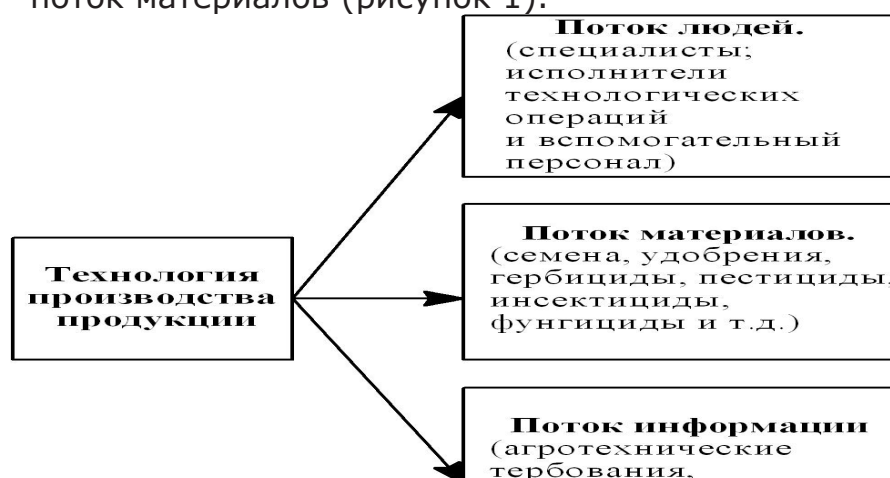 поток материалов (рисунок 1).
Поток людей.
(специалисты;
исполнители
технологических
операций
и вспомогательный
персонал)
Технология
производства
продукции
Поток материалов.
(семена, удобрения,
гербициды, пестициды,
инсектициды,
фунгициды и т.д.)
Поток информации
(агротехнические
тербования,